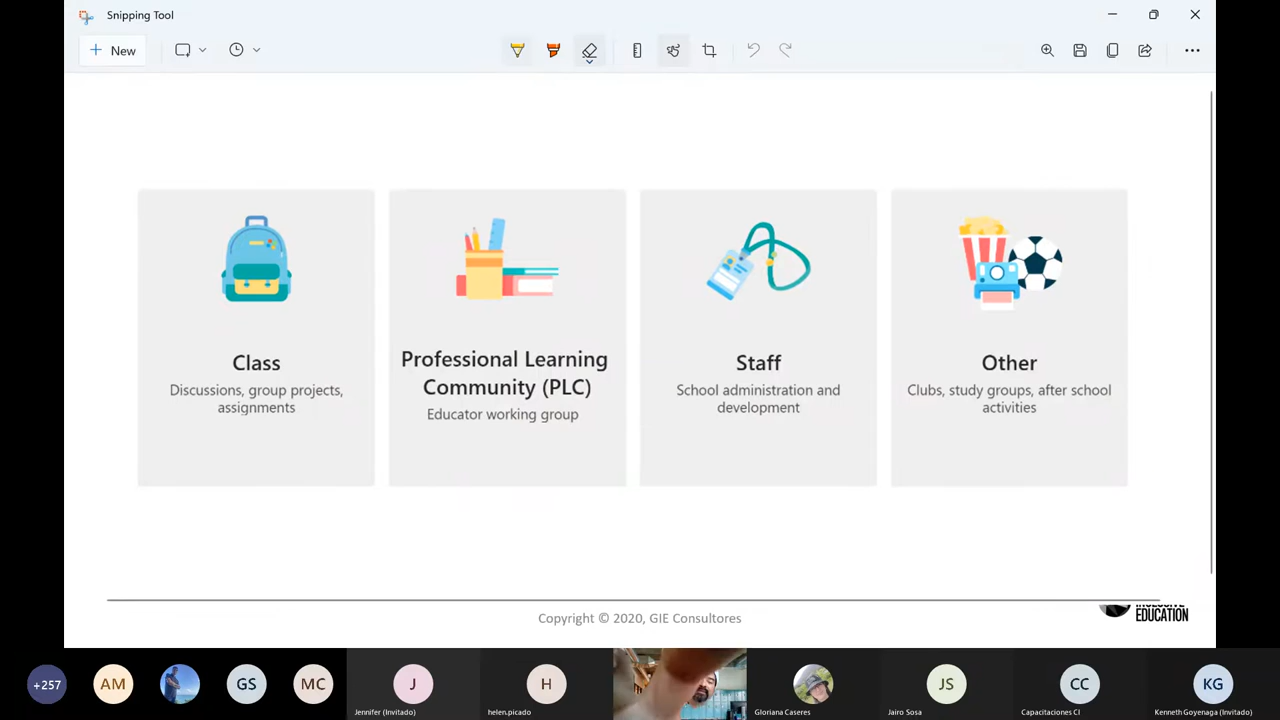 Snipping Tool
New
Class
Discussions, group projects,
assignments
Professional Learning
Community (PLC)
Educator working group
Staff
School administration and
development
Other
Clubs, study groups, after school
activities
Copyright © 2020, GIE Consultores
EDUCATION
+257
AM
GS
MC
J
H
JS
CC
KG
Jennifer (Invitado)
helen.picado
Gloriana Caseres
Jairo Sosa
Capacitaciones CI
Kenneth Goyenaga (Invitado)